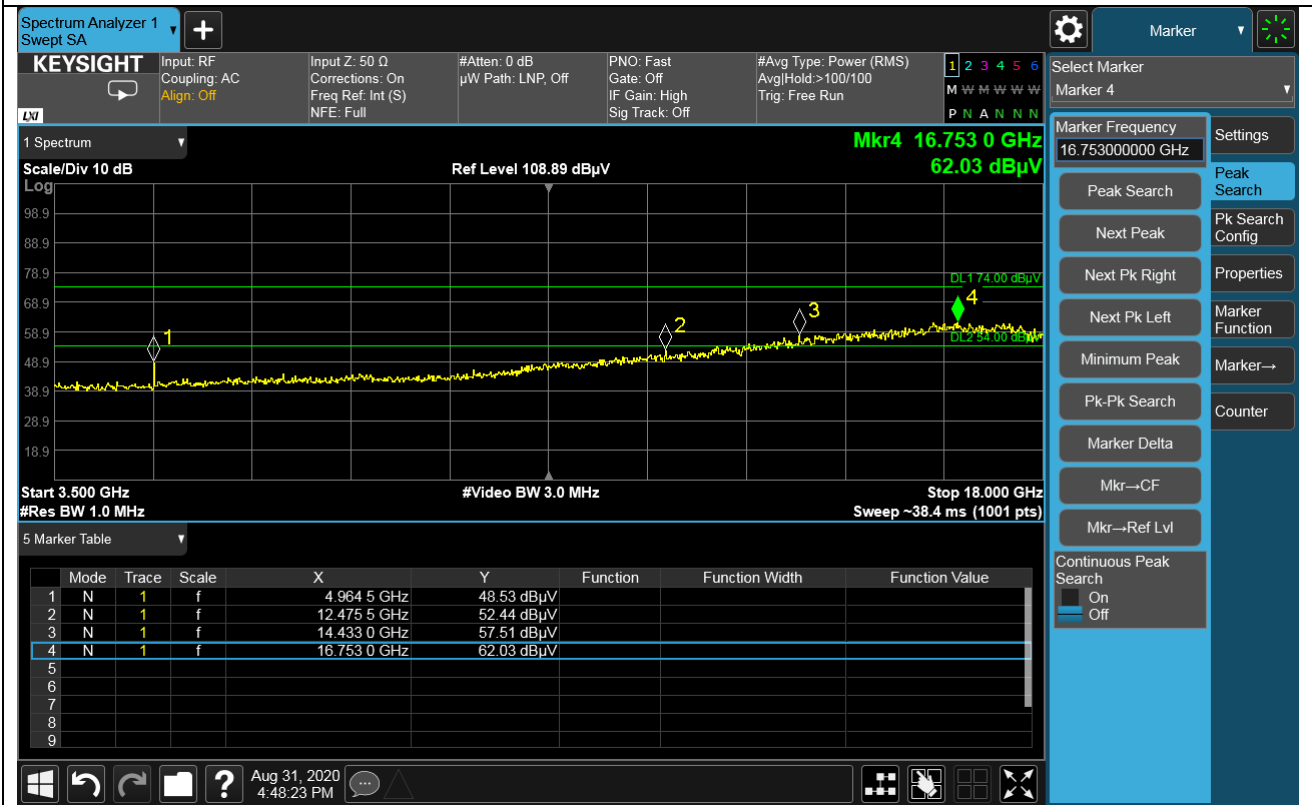 Spectrum Analyzer 1
Swept SA
+
Marker
KEYSIGHT
LXI
Input: RF
Coupling: AC
Align: Off
Input Z: 50 Ω
Corrections: On
Freq Ref: Int (S)
NFE: Full
#Atten: 0 dB
µW Path: LNP, Off
PNO: Fast
Gate: Off
IF Gain: High
Sig Track: Off
#Avg Type: Power (RMS)
Avg|Hold:>100/100
Trig: Free Run
1 2 3 4 5 6
M W M W W W
P N A N N N
Select Marker
Marker 4
1 Spectrum
Mkr4 16.753 0 GHz
62.03 dBµV
Scale/Div 10 dB
Ref Level 108.89 dBµV
Log
98.9
88.9
78.9
68.9
58.9
48.9
38.9
28.9
18.9
DL1 74.00 dBµV
DL2 54.00 dBµV
1
2
3
4
Start 3.500 GHz
#Video BW 3.0 MHz
Stop 18.000 GHz
#Res BW 1.0 MHz
Sweep ~38.4 ms (1001 pts)
5 Marker Table
Mode Trace Scale X Y Function Function Width Function Value
1 N 1 f 4.964 5 GHz 48.53 dBµV
2 N 1 f 12.475 5 GHz 52.44 dBµV
3 N 1 f 14.433 0 GHz 57.51 dBµV
4 N 1 f 16.753 0 GHz 62.03 dBµV
5
6
7
8
9
Marker Frequency
16.753000000 GHz
Peak Search
Next Peak
Next Pk Right
Next Pk Left
Minimum Peak
Pk-Pk Search
Marker Delta
Mkr→CF
Mkr→Ref Lvl
Continuous Peak
Search
On
Off
Settings
Peak
Search
Pk Search
Config
Properties
Marker
Function
Marker→
Counter
?
Aug 31, 2020
4:48:23 PM